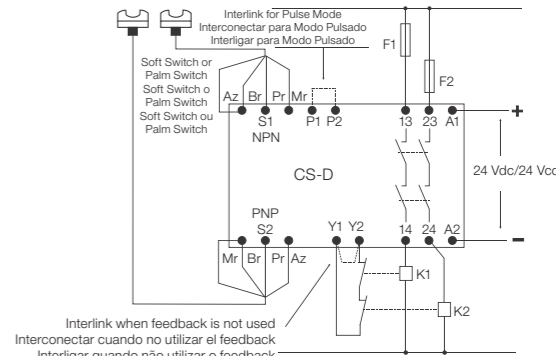 Interlink for Pulse Mode
Interconectar para Modo Pulsado
Interligar para Modo Pulsado
F1
F2
Soft Switch or
Palm Switch
Soft Switch o
Palm Switch
Soft Switch ou
Palm Switch
Az Br Pr Mr
S1 P1 P2 13 23 A1 +
NPN
CS-D
24 Vdc/24 Vcc
PNP
S2 Y1 Y2 14 24 A2 −
Mr Br Pr Az
K1
K2
Interlink when feedback is not used
Interconectar cuando no utilizar el feedback
Interligar quando não utilizar o feedback